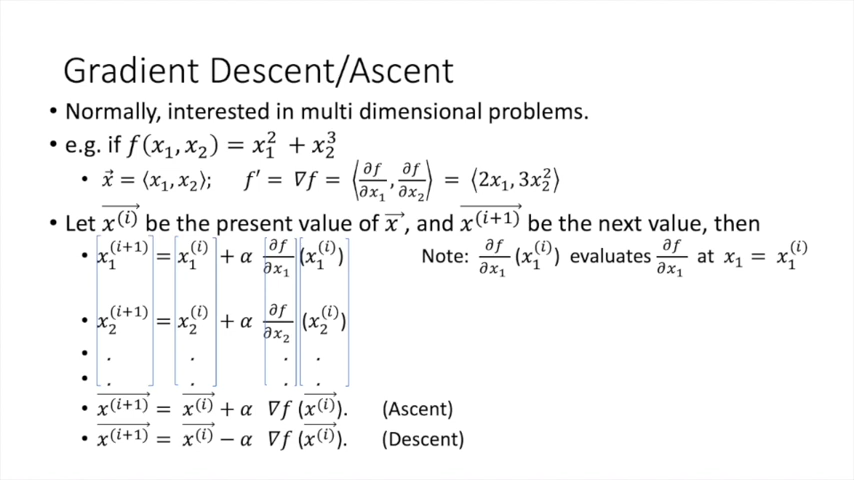 Gradient Descent/Ascent
• Normally, interested in multi dimensional problems.
• e.g. if f(x₁, x₂) = x₁² + x₂³
• x⃗ = ⟨x₁, x₂⟩; f′ = ∇f = ⟨∂f/∂x₁, ∂f/∂x₂⟩ = ⟨2x₁, 3x₂²⟩
• Let x⃗⁽ⁱ⁾ be the present value of x⃗, and x⃗⁽ⁱ⁺¹⁾ be the next value, then
• x₁⁽ⁱ⁺¹⁾ = x₁⁽ⁱ⁾ + α ∂f/∂x₁ (x₁⁽ⁱ⁾) Note: ∂f/∂x₁ (x₁⁽ⁱ⁾) evaluates ∂f/∂x₁ at x₁ = x₁⁽ⁱ⁾
• x₂⁽ⁱ⁺¹⁾ = x₂⁽ⁱ⁾ + α ∂f/∂x₂ (x₂⁽ⁱ⁾)
• . . . .
• . . . .
• x⃗⁽ⁱ⁺¹⁾ = x⃗⁽ⁱ⁾ + α ∇f (x⃗⁽ⁱ⁾). (Ascent)
• x⃗⁽ⁱ⁺¹⁾ = x⃗⁽ⁱ⁾ − α ∇f (x⃗⁽ⁱ⁾). (Descent)